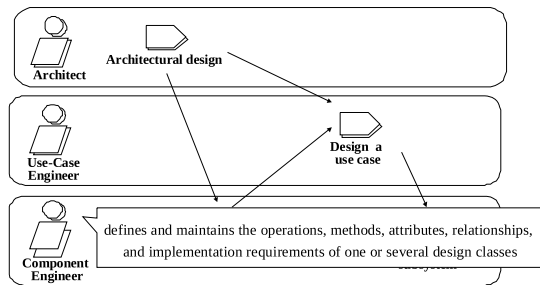 Architectural design
Architect
Design a
use case
Use-Case
Engineer
defines and maintains the operations, methods, attributes, relationships,
and implementation requirements of one or several design classes
Component
Engineer